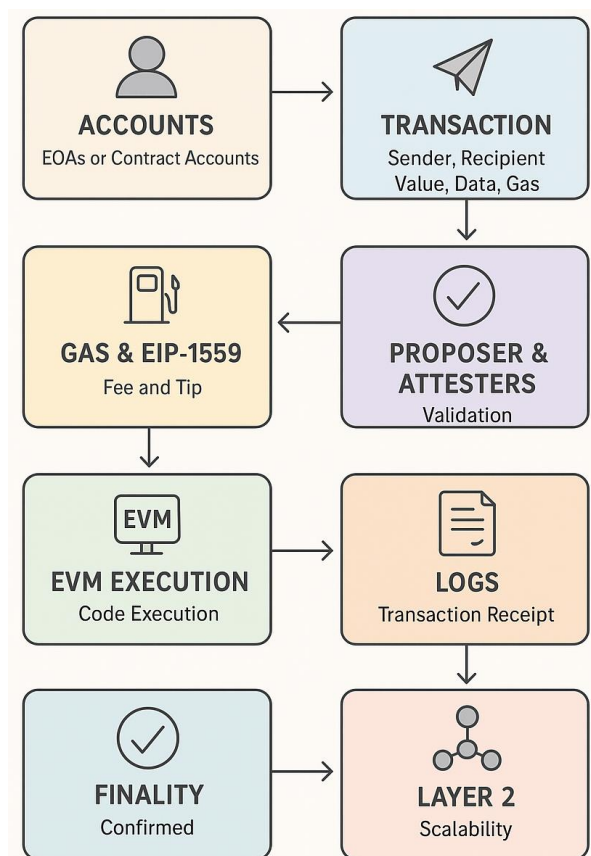 ACCOUNTS
EOAs or Contract Accounts
TRANSACTION
Sender, Recipient
Value, Data, Gas
GAS & EIP-1559
Fee and Tip
PROPOSER &
ATTESTERS
Validation
EVM
EVM EXECUTION
Code Execution
LOGS
Transaction Receipt
FINALITY
Confirmed
LAYER 2
Scalability